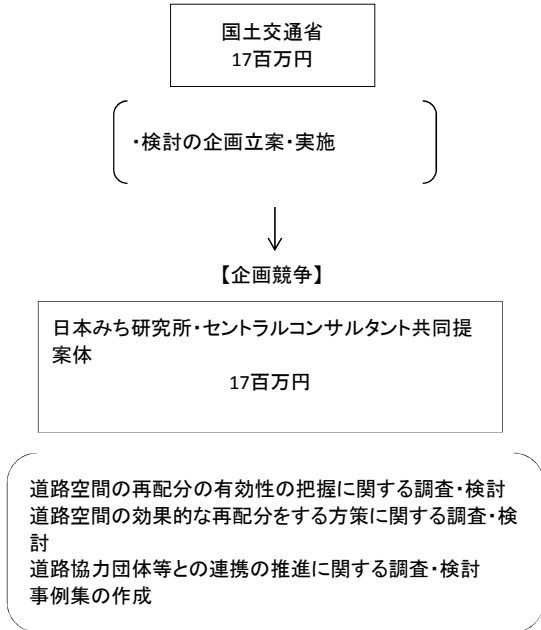 国土交通省
17百万円
・検討の企画立案・実施
【企画競争】
日本みち研究所・セントラルコンサルタント共同提
案体
17百万円
道路空間の再配分の有効性の把握に関する調査・検討
道路空間の効果的な再配分をする方策に関する調査・検
討
道路協力団体等との連携の推進に関する調査・検討
事例集の作成